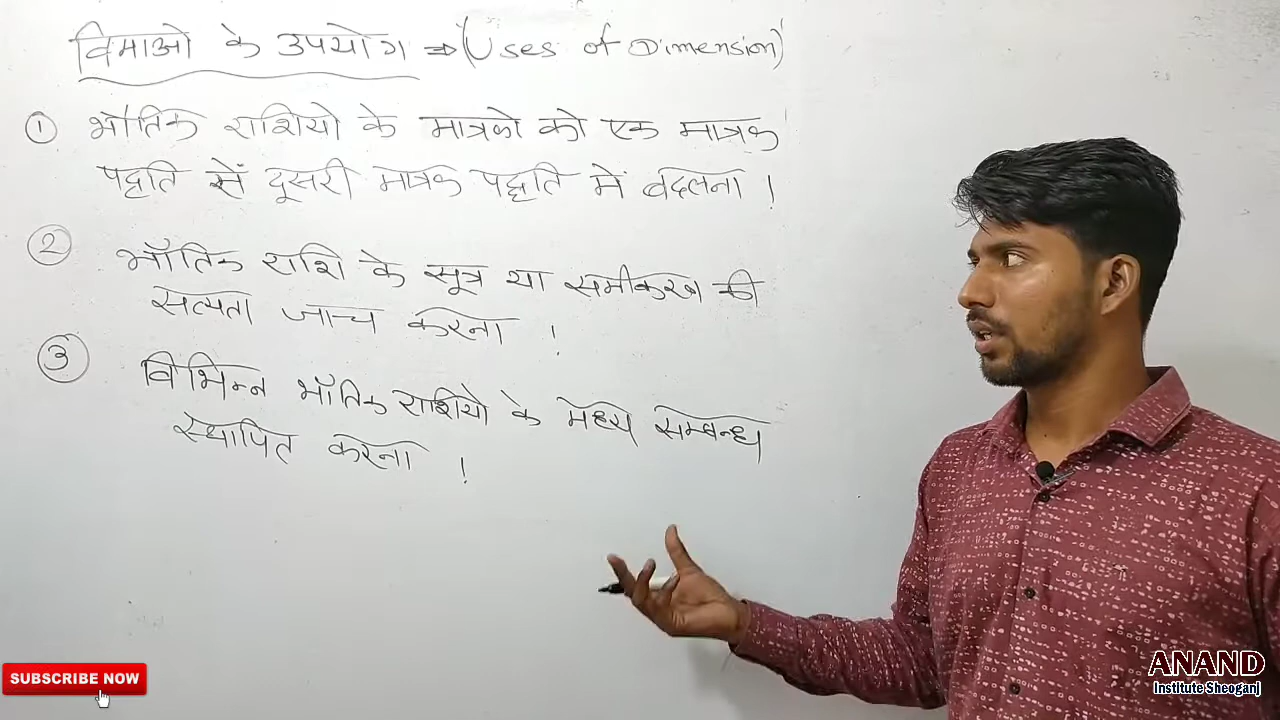 विमाओ के उपयोग ⇒ (Uses of Dimension)
① भौतिक राशियो के मात्रको को एक मात्रक
पद्धति सें दूसरी मात्रक पद्धति में बदलना !
② भौतिक राशि के सूत्र या समीकरण की
सत्यता जान्च करना !
③ विभिन्न भौतिक राशियो के मध्य सम्बन्ध
स्थापित करना !
SUBSCRIBE NOW
ANAND
Institute Sheoganj